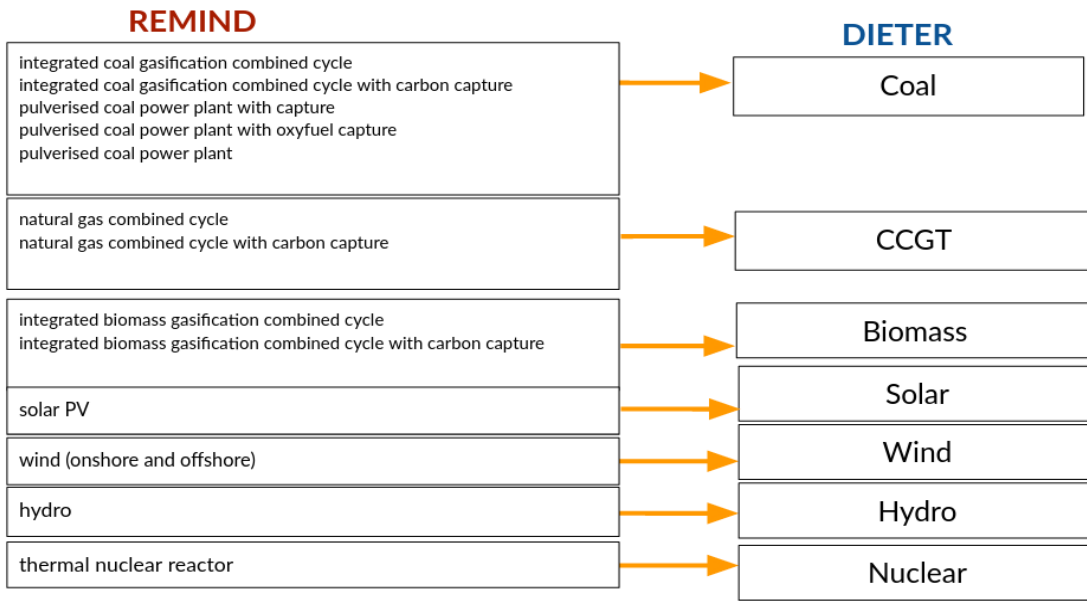 REMIND
DIETER
integrated coal gasification combined cycle
integrated coal gasification combined cycle with carbon capture
pulverised coal power plant with capture
pulverised coal power plant with oxyfuel capture
pulverised coal power plant
Coal
natural gas combined cycle
natural gas combined cycle with carbon capture
CCGT
integrated biomass gasification combined cycle
integrated biomass gasification combined cycle with carbon capture
Biomass
solar PV
Solar
wind (onshore and offshore)
Wind
hydro
Hydro
thermal nuclear reactor
Nuclear